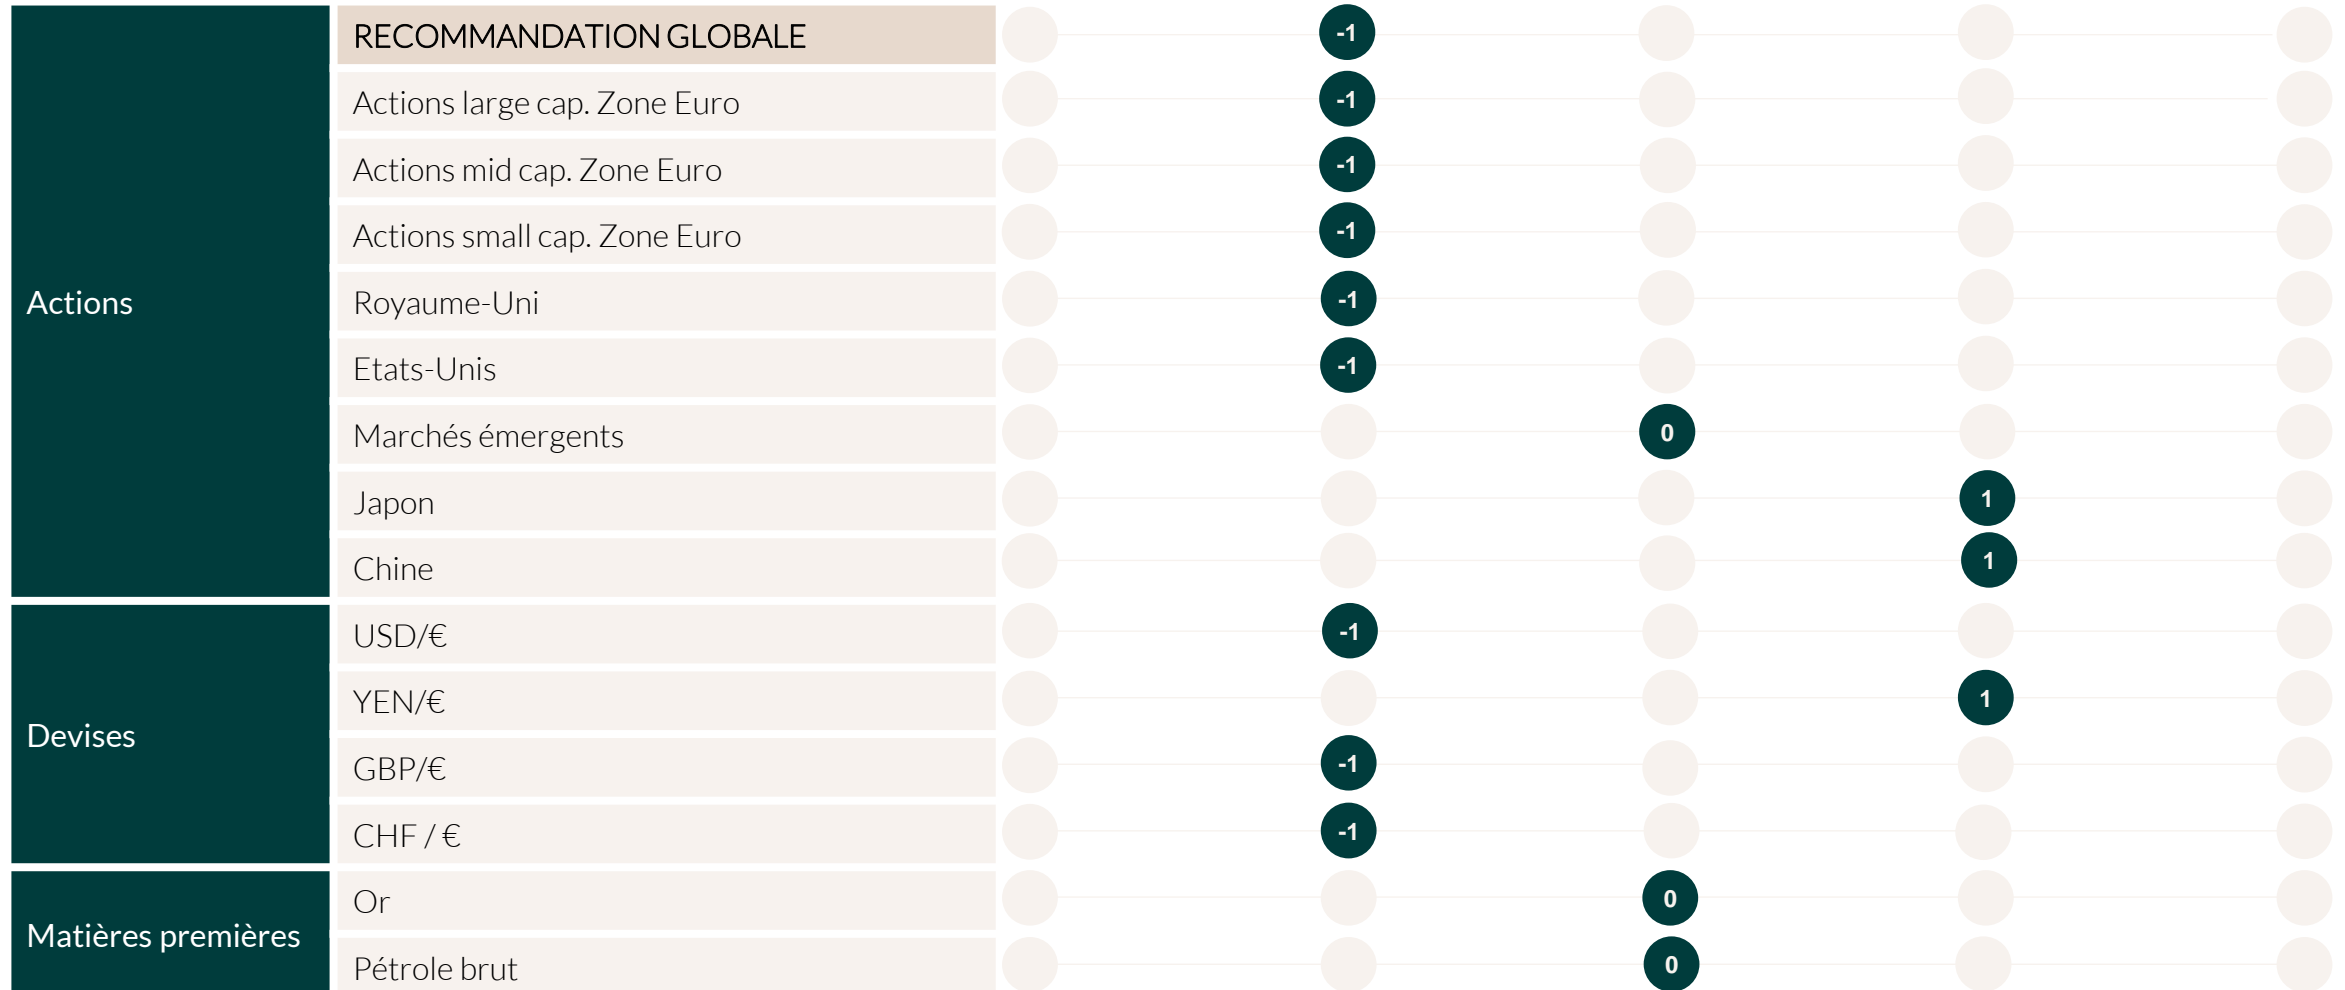 RECOMMANDATION GLOBALE -1
Actions large cap. Zone Euro -1
Actions mid cap. Zone Euro -1
Actions small cap. Zone Euro -1
Actions
Royaume-Uni -1
Etats-Unis -1
Marchés émergents 0
Japon 1
Chine 1
USD/€ -1
YEN/€ 1
Devises
GBP/€ -1
CHF / € -1
Or 0
Matières premières
Pétrole brut 0